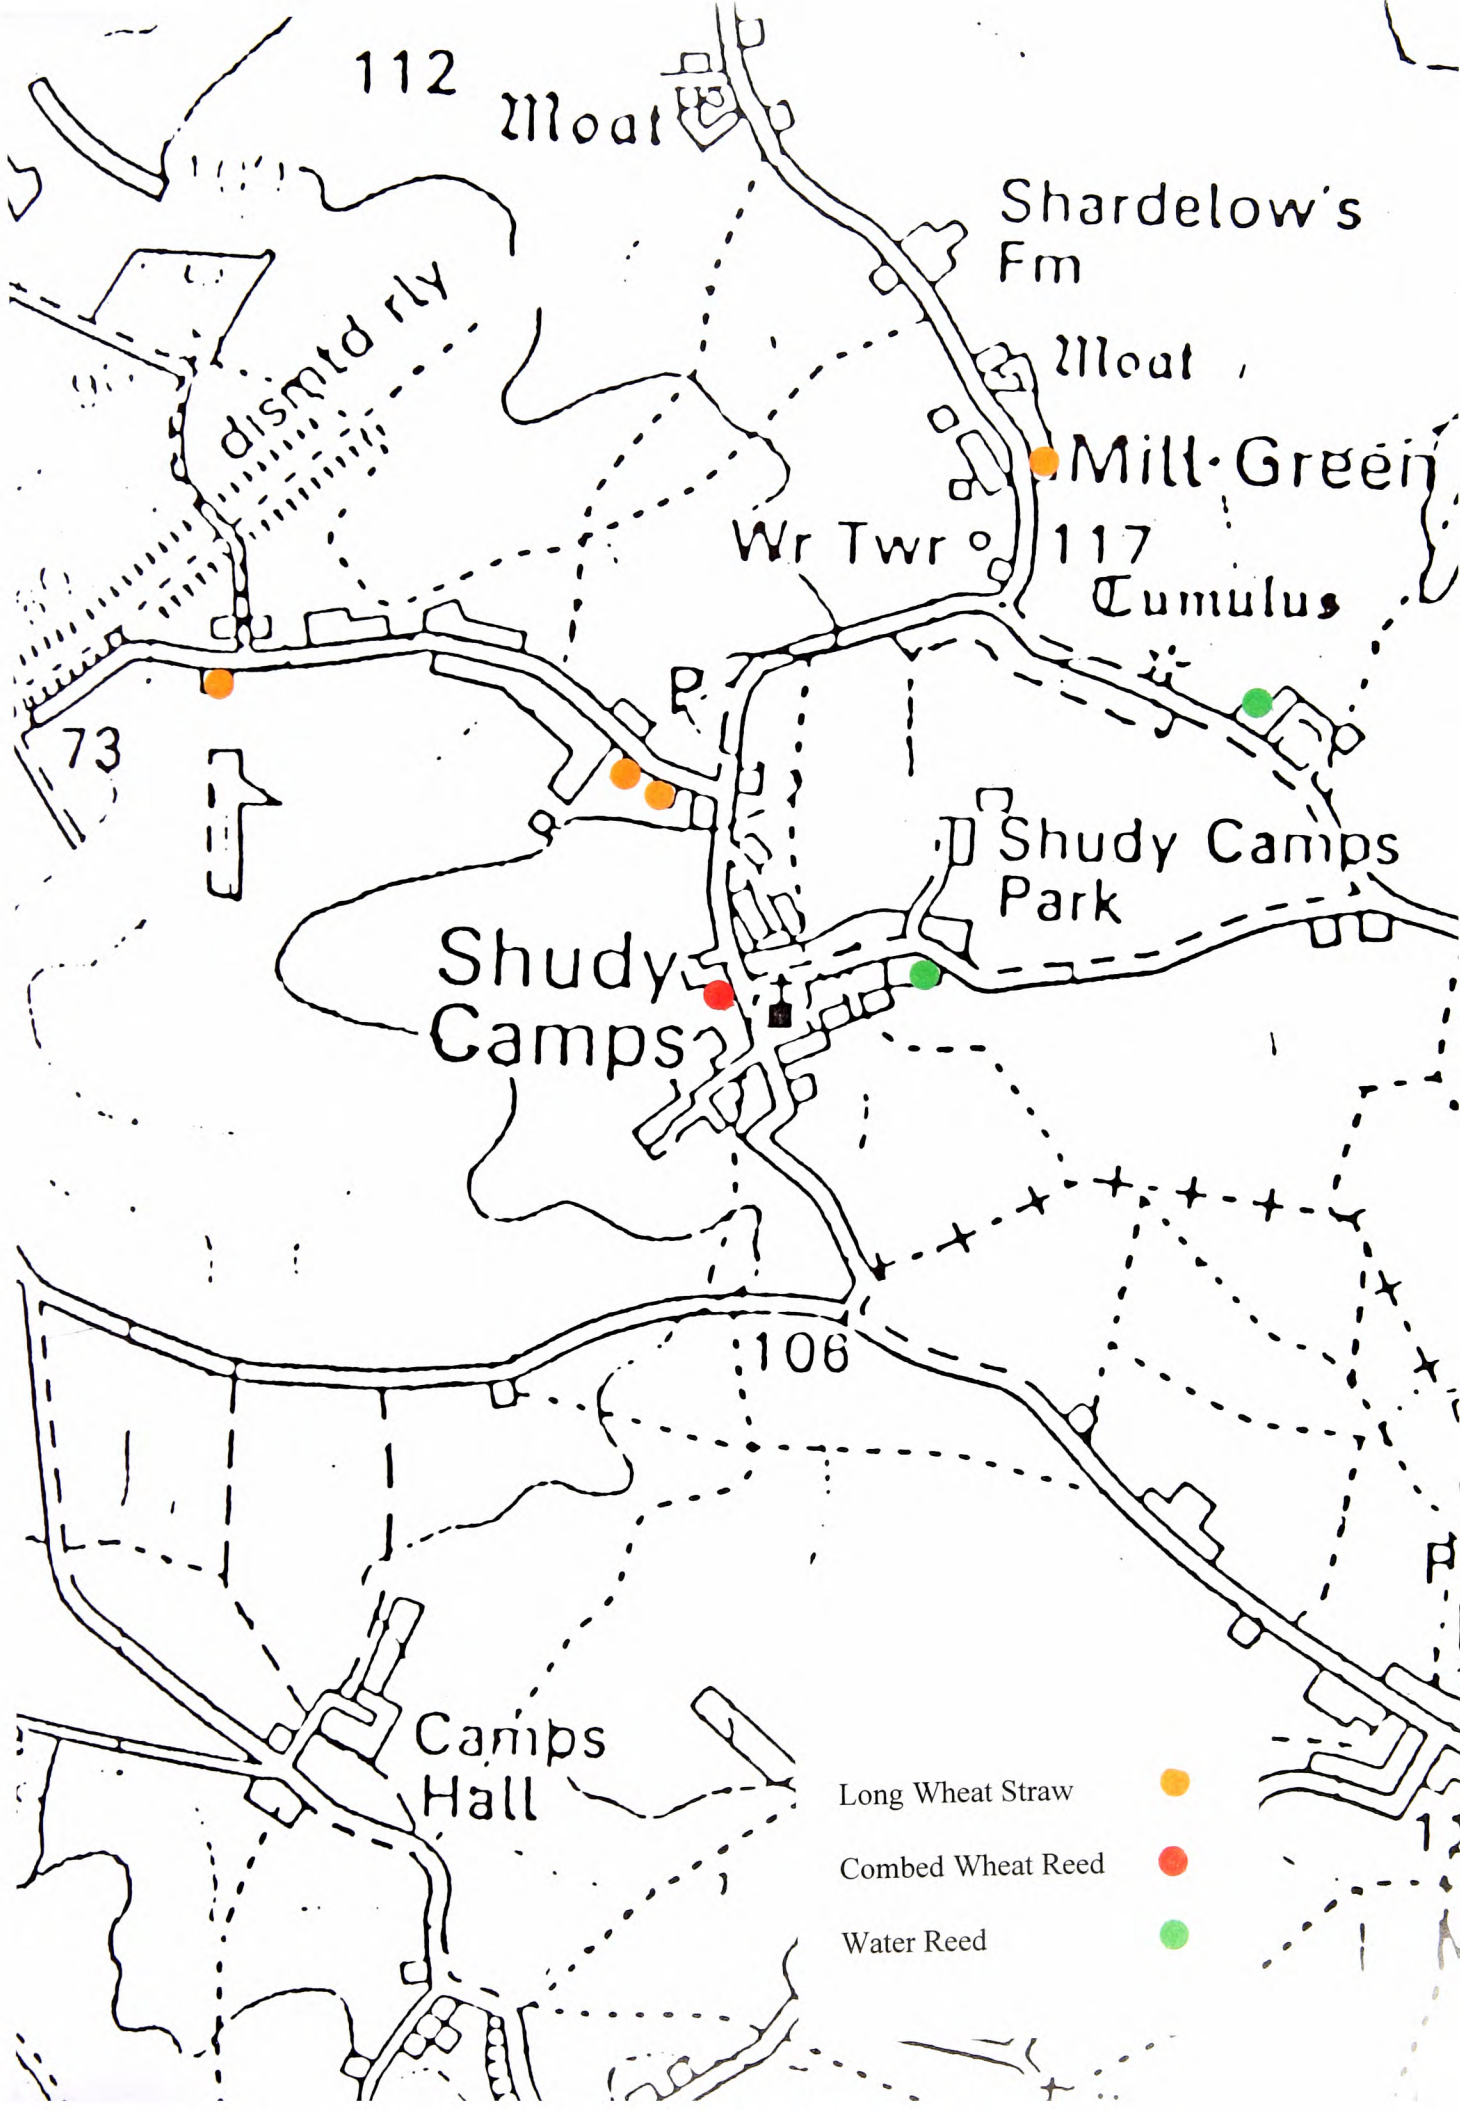 112
Moat
Shardelow's
Fm
dismtd rly
Moat
Mill Green
Wr Twr
117
Tumulus
P
73
Shudy Camps
Park
Shudy
Camps
106
P
Camps
Hall
Long Wheat Straw
Combed Wheat Reed
Water Reed